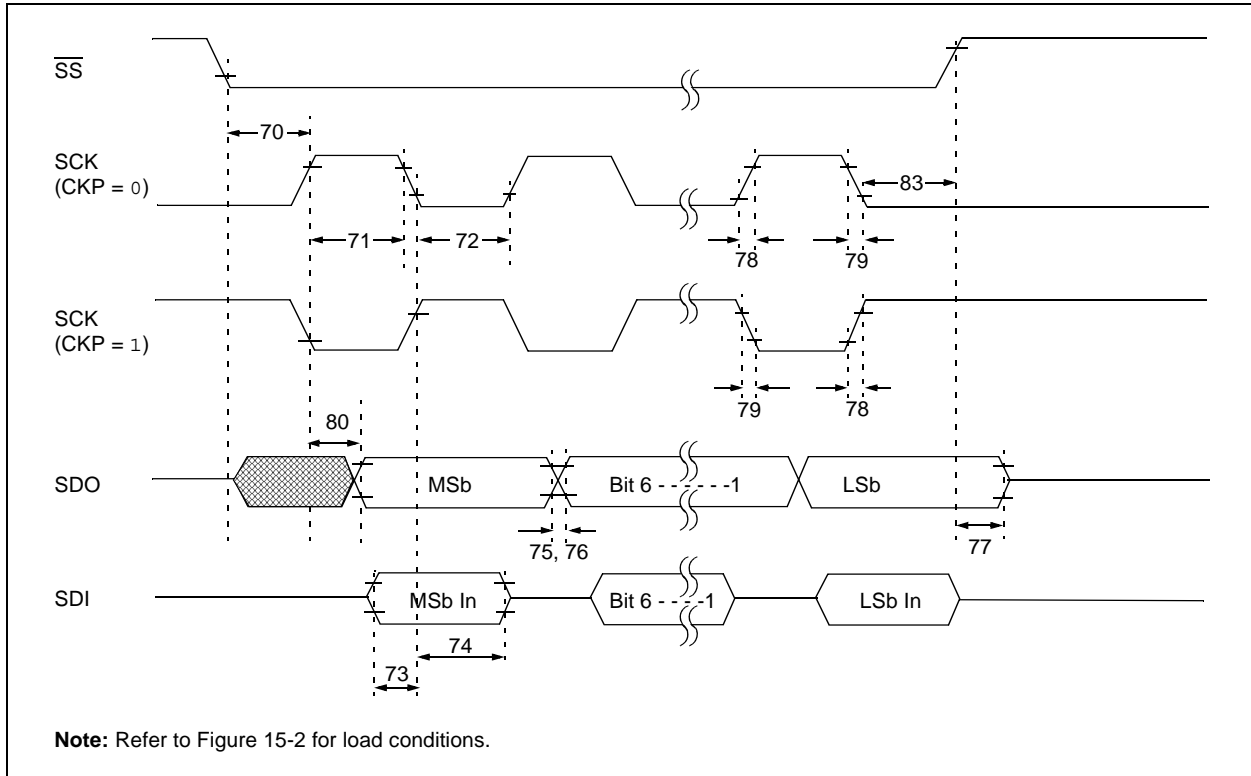 SS
70
SCK
(CKP = 0)
83
71
72
78
79
SCK
(CKP = 1)
79
78
80
SDO
MSb
Bit 6 - - - - - - -1
LSb
75, 76
77
SDI
MSb In
Bit 6 - - - - -1
LSb In
73
74
Note: Refer to Figure 15-2 for load conditions.